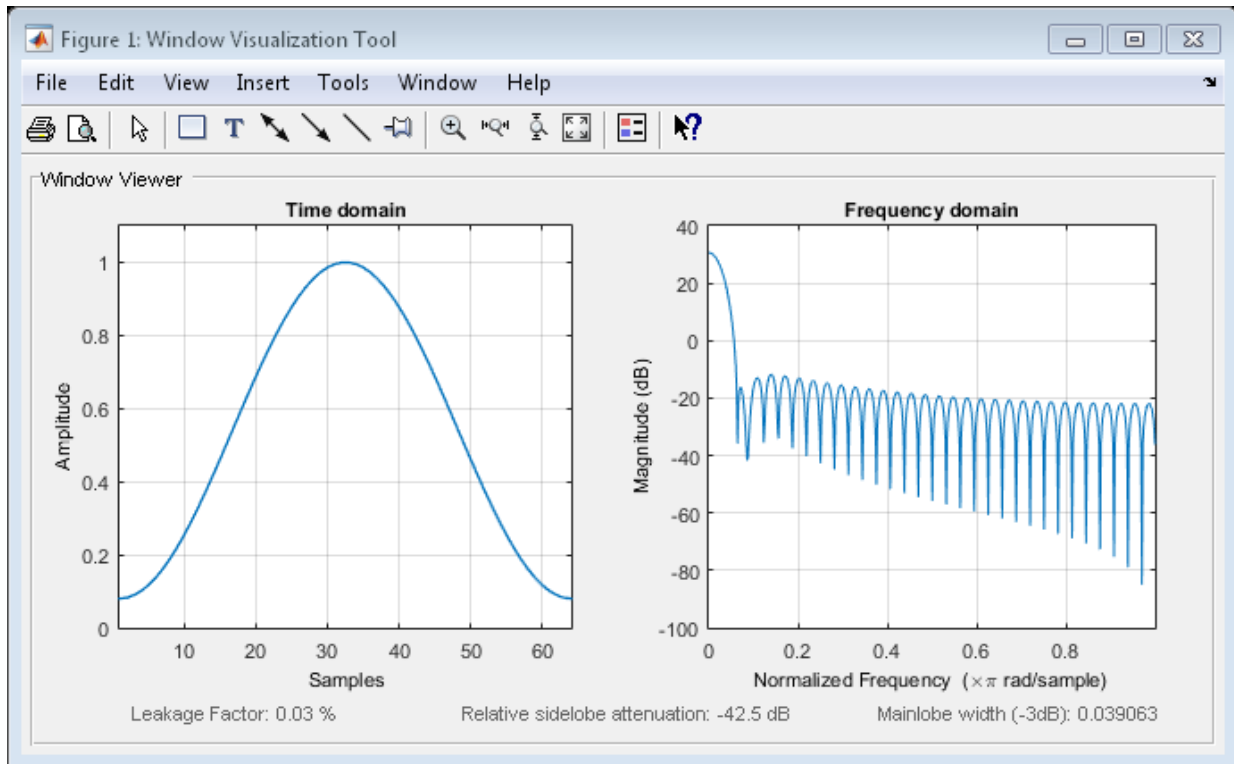 Figure 1: Window Visualization Tool
File Edit View Insert Tools Window Help
T
?
Window Viewer
Time domain
1
0.8
0.6
0.4
0.2
0
Amplitude
10 20 30 40 50 60
Samples
Frequency domain
40
20
0
-20
-40
-60
-80
-100
Magnitude (dB)
0 0.2 0.4 0.6 0.8
Normalized Frequency (×π rad/sample)
Leakage Factor: 0.03 % Relative sidelobe attenuation: -42.5 dB Mainlobe width (-3dB): 0.039063